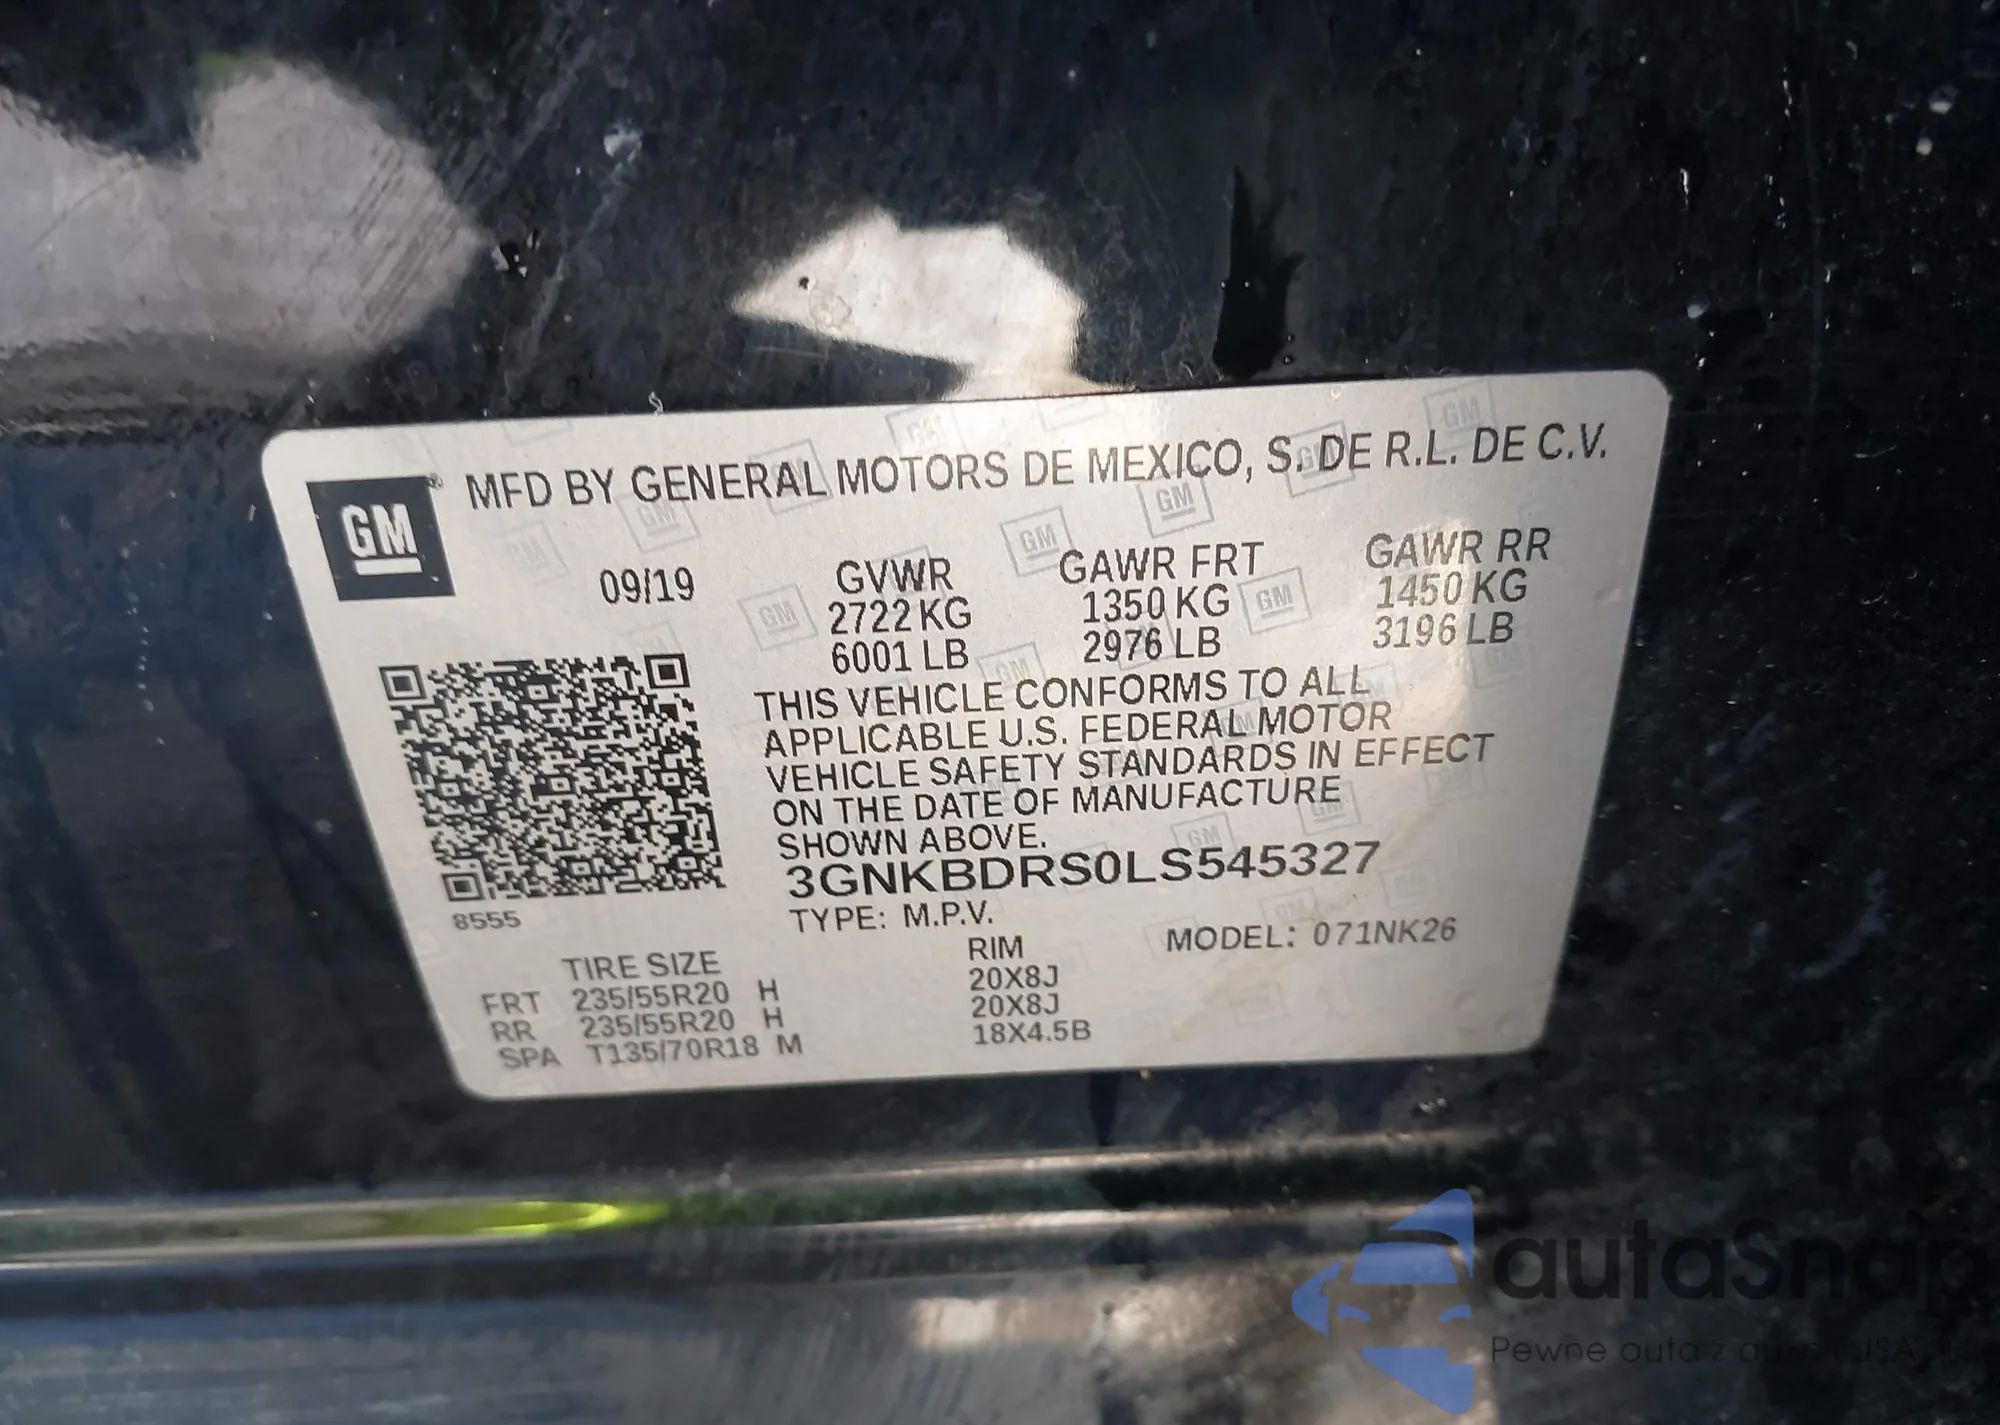 GM
MFD BY GENERAL MOTORS DE MEXICO, S. DE R.L. DE C.V.
09/19
GVWR GAWR FRT GAWR RR
2722 KG 1350 KG 1450 KG
6001 LB 2976 LB 3196 LB
THIS VEHICLE CONFORMS TO ALL
APPLICABLE U.S. FEDERAL MOTOR
VEHICLE SAFETY STANDARDS IN EFFECT
ON THE DATE OF MANUFACTURE
SHOWN ABOVE.
3GNKBDRS0LS545327
8555
TYPE: M.P.V. MODEL: 071NK26
TIRE SIZE RIM
FRT 235/55R20 H 20X8J
RR 235/55R20 H 20X8J
SPA T135/70R18 M 18X4.5B
autaSnap
Pewne auta z USA